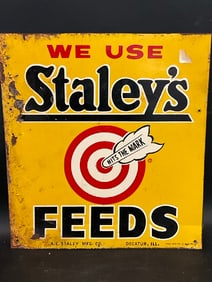 WE USE
Staley's
HITS THE MARK
®
FEEDS
A.E. STALEY MFG. CO. DECATUR, ILL.